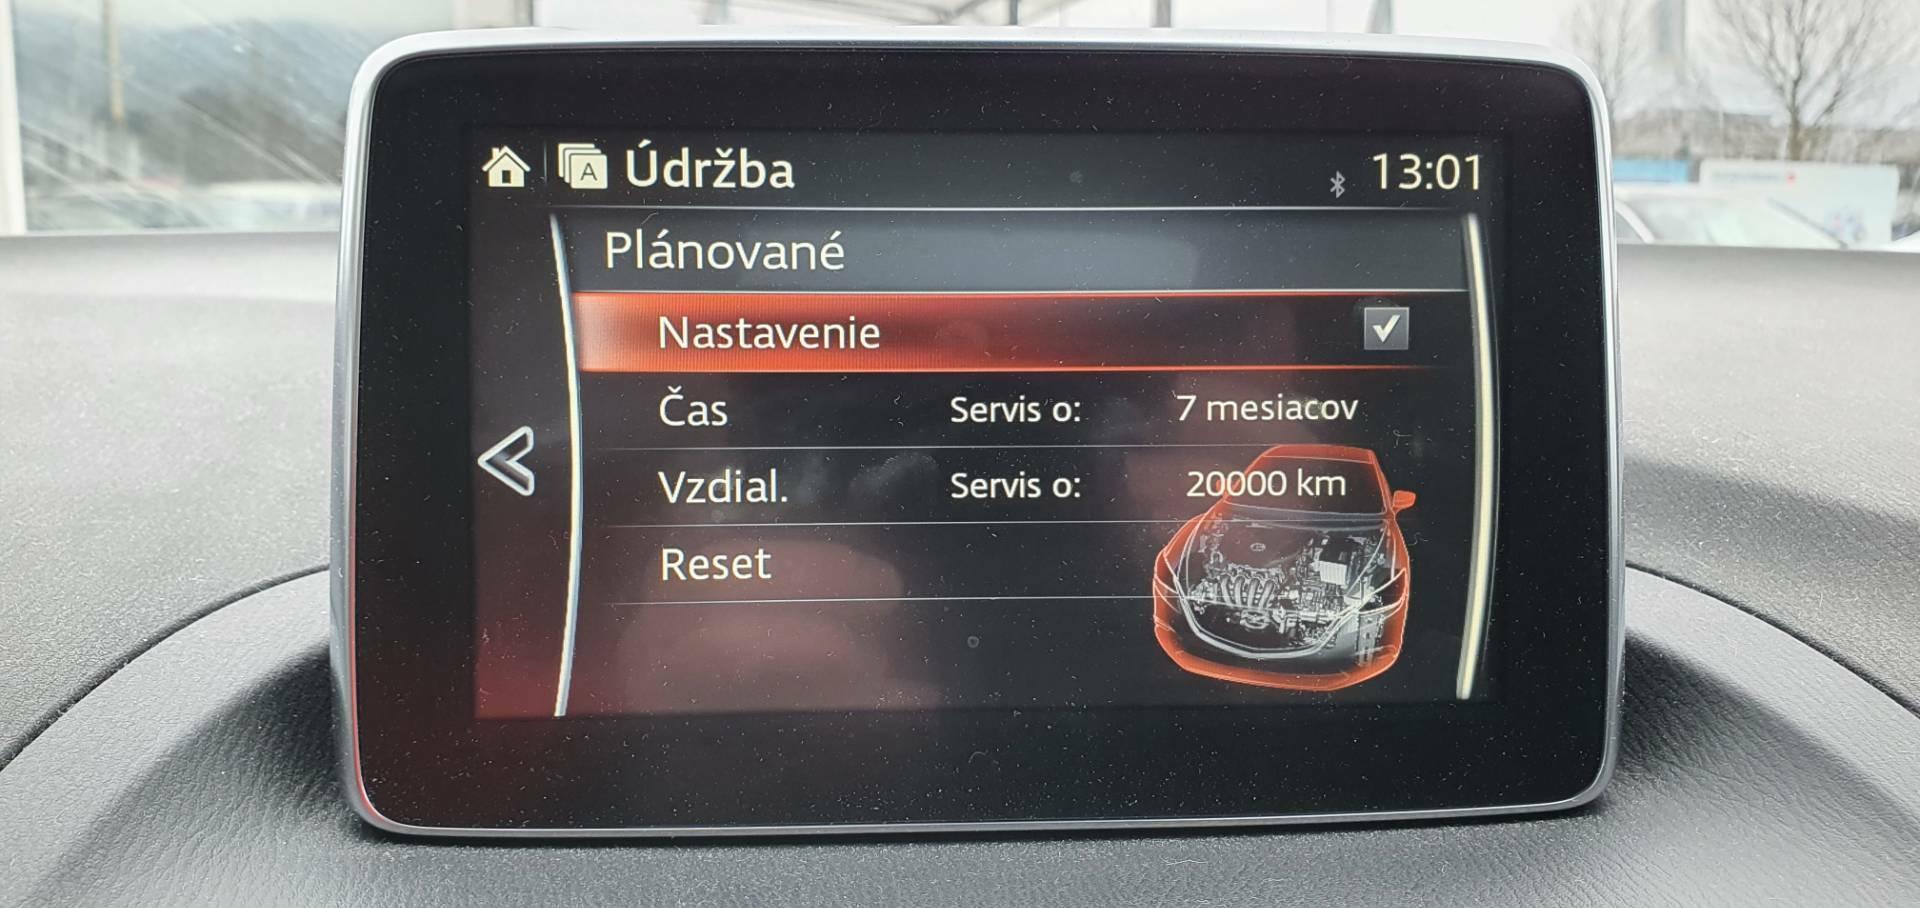 A Údržba 13:01
Plánované
Nastavenie
Čas Servis o: 7 mesiacov
Vzdial. Servis o: 20000 km
Reset